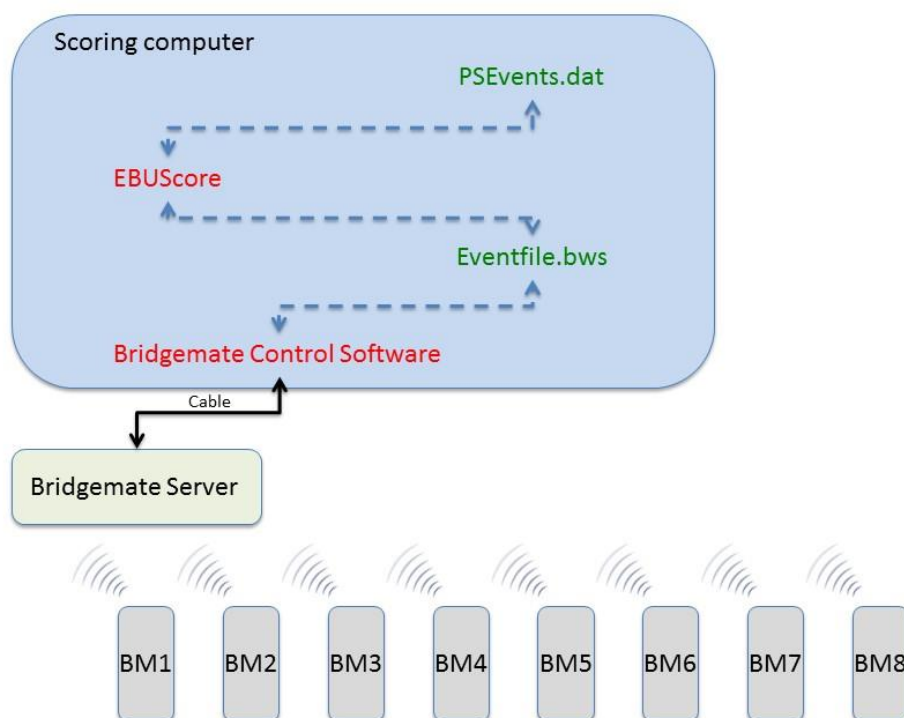 Scoring computer
PSEvents.dat
EBUScore
Eventfile.bws
Bridgemate Control Software
Cable
Bridgemate Server
BM1 BM2 BM3 BM4 BM5 BM6 BM7 BM8